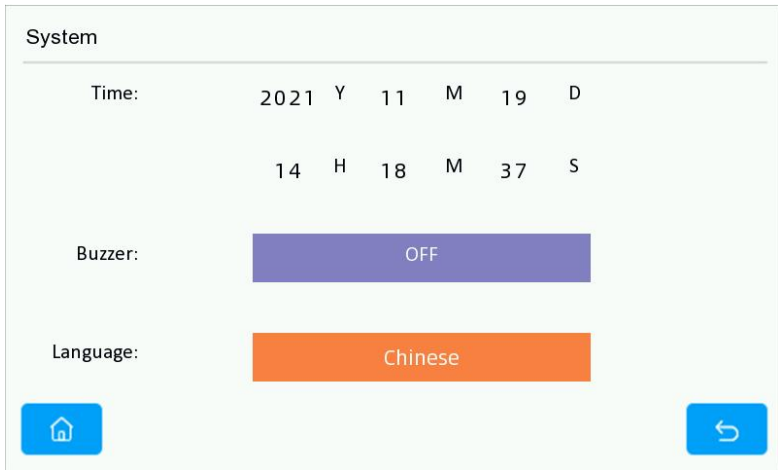 System
Time: 2021 Y 11 M 19 D
14 H 18 M 37 S
Buzzer: OFF
Language: Chinese